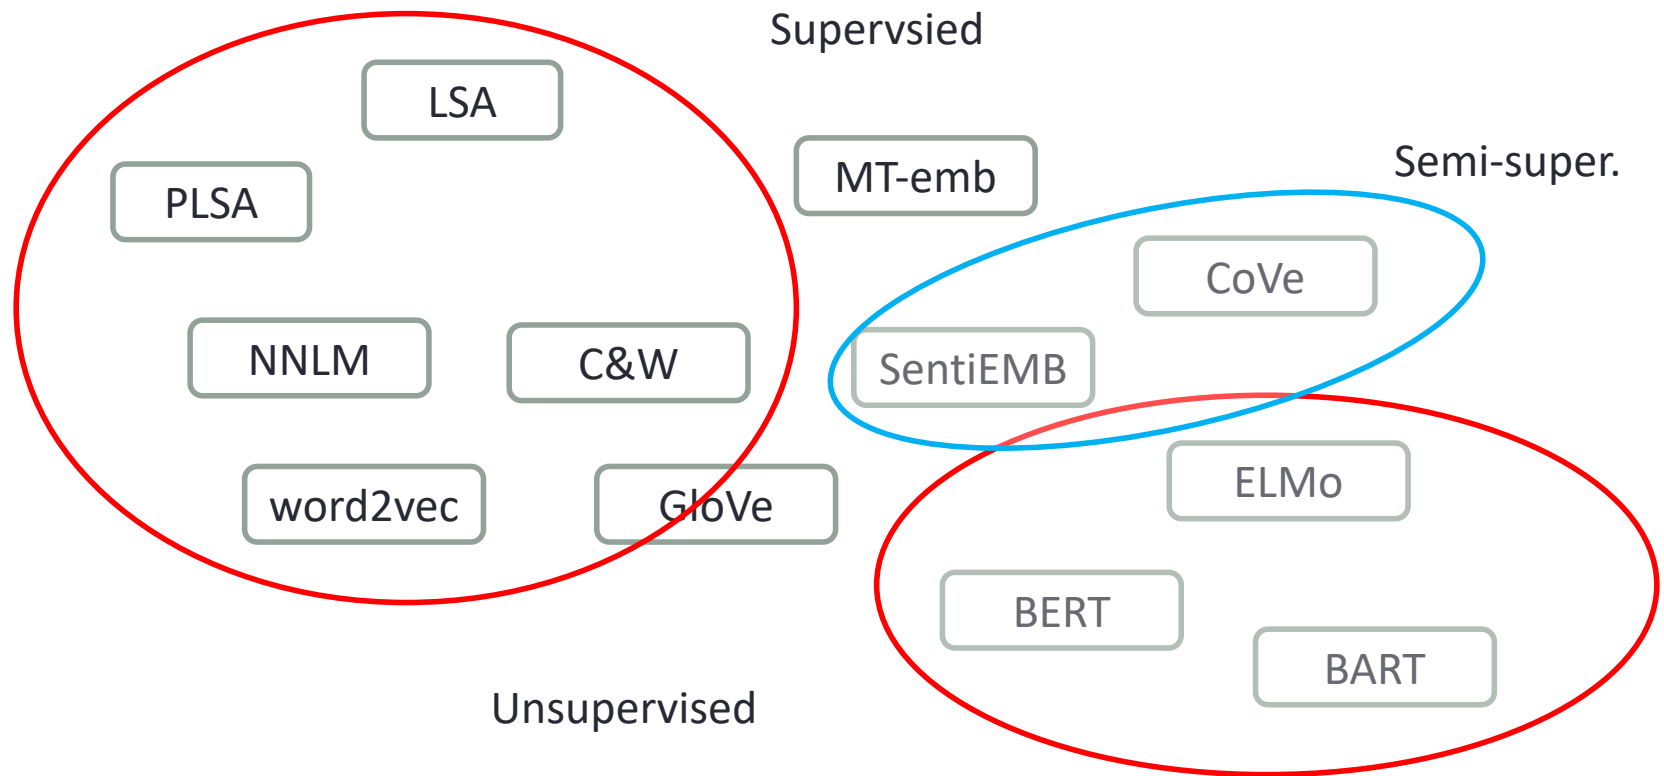 Supervsied
LSA
MT-emb
Semi-super.
PLSA
CoVe
NNLM
C&W
SentiEMB
word2vec
GloVe
ELMo
BERT
BART
Unsupervised